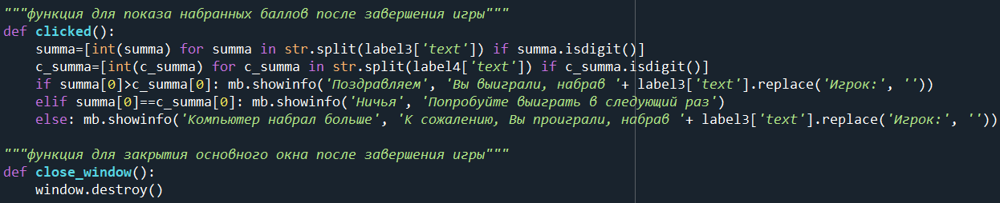 """функция для показа набранных баллов после завершения игры"""
def clicked():
    summa=[int(summa) for summa in str.split(label3['text']) if summa.isdigit()]
    c_summa=[int(c_summa) for c_summa in str.split(label4['text']) if c_summa.isdigit()]
    if summa[0]>c_summa[0]: mb.showinfo('Поздравляем', 'Вы выиграли, набрав '+ label3['text'].replace('Игрок:', ''))
    elif summa[0]==c_summa[0]: mb.showinfo('Ничья', 'Попробуйте выиграть в следующий раз')
    else: mb.showinfo('Компьютер набрал больше', 'К сожалению, Вы проиграли, набрав '+ label3['text'].replace('Игрок:', ''))
"""функция для закрытия основного окна после завершения игры"""
def close_window():
    window.destroy()